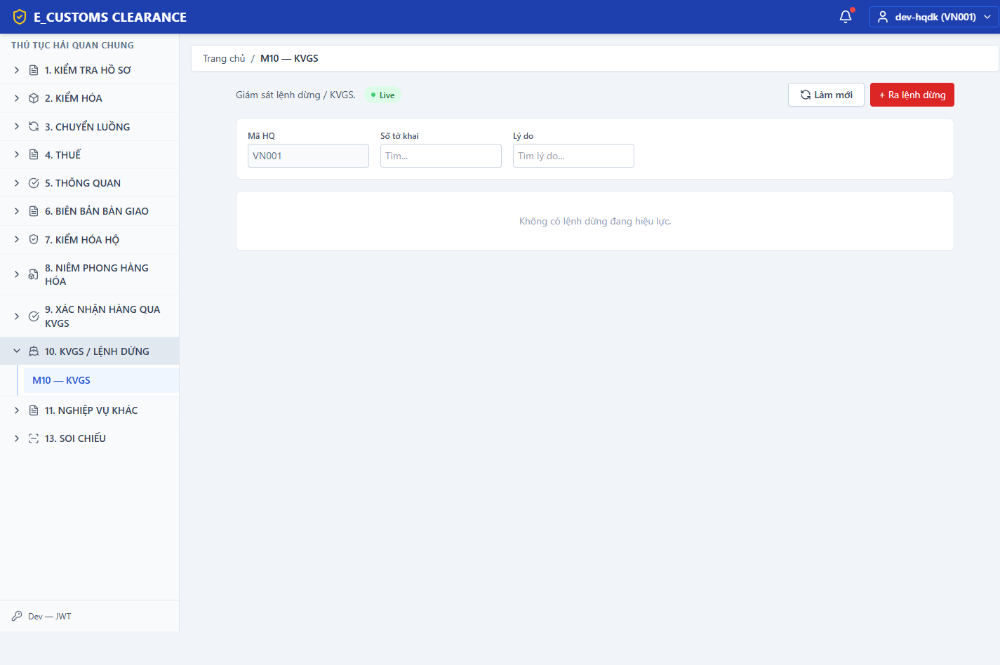 E_CUSTOMS CLEARANCE
dev-hqdk (VN001)
THỦ TỤC HẢI QUAN CHUNG
1. KIỂM TRA HỒ SƠ
2. KIỂM HÓA
3. CHUYỂN LUỒNG
4. THUẾ
5. THÔNG QUAN
6. BIÊN BẢN BÀN GIAO
7. KIỂM HÓA HỘ
8. NIÊM PHONG HÀNG
HÓA
9. XÁC NHẬN HÀNG QUA
KVGS
10. KVGS / LỆNH DỪNG
M10 — KVGS
11. NGHIỆP VỤ KHÁC
13. SOI CHIẾU
Dev — JWT
Trang chủ / M10 — KVGS
Giám sát lệnh dừng / KVGS. Live
Làm mới
+ Ra lệnh dừng
Mã HQ
VN001
Số tờ khai
Tìm...
Lý do
Tìm lý do...
Không có lệnh dừng đang hiệu lực.